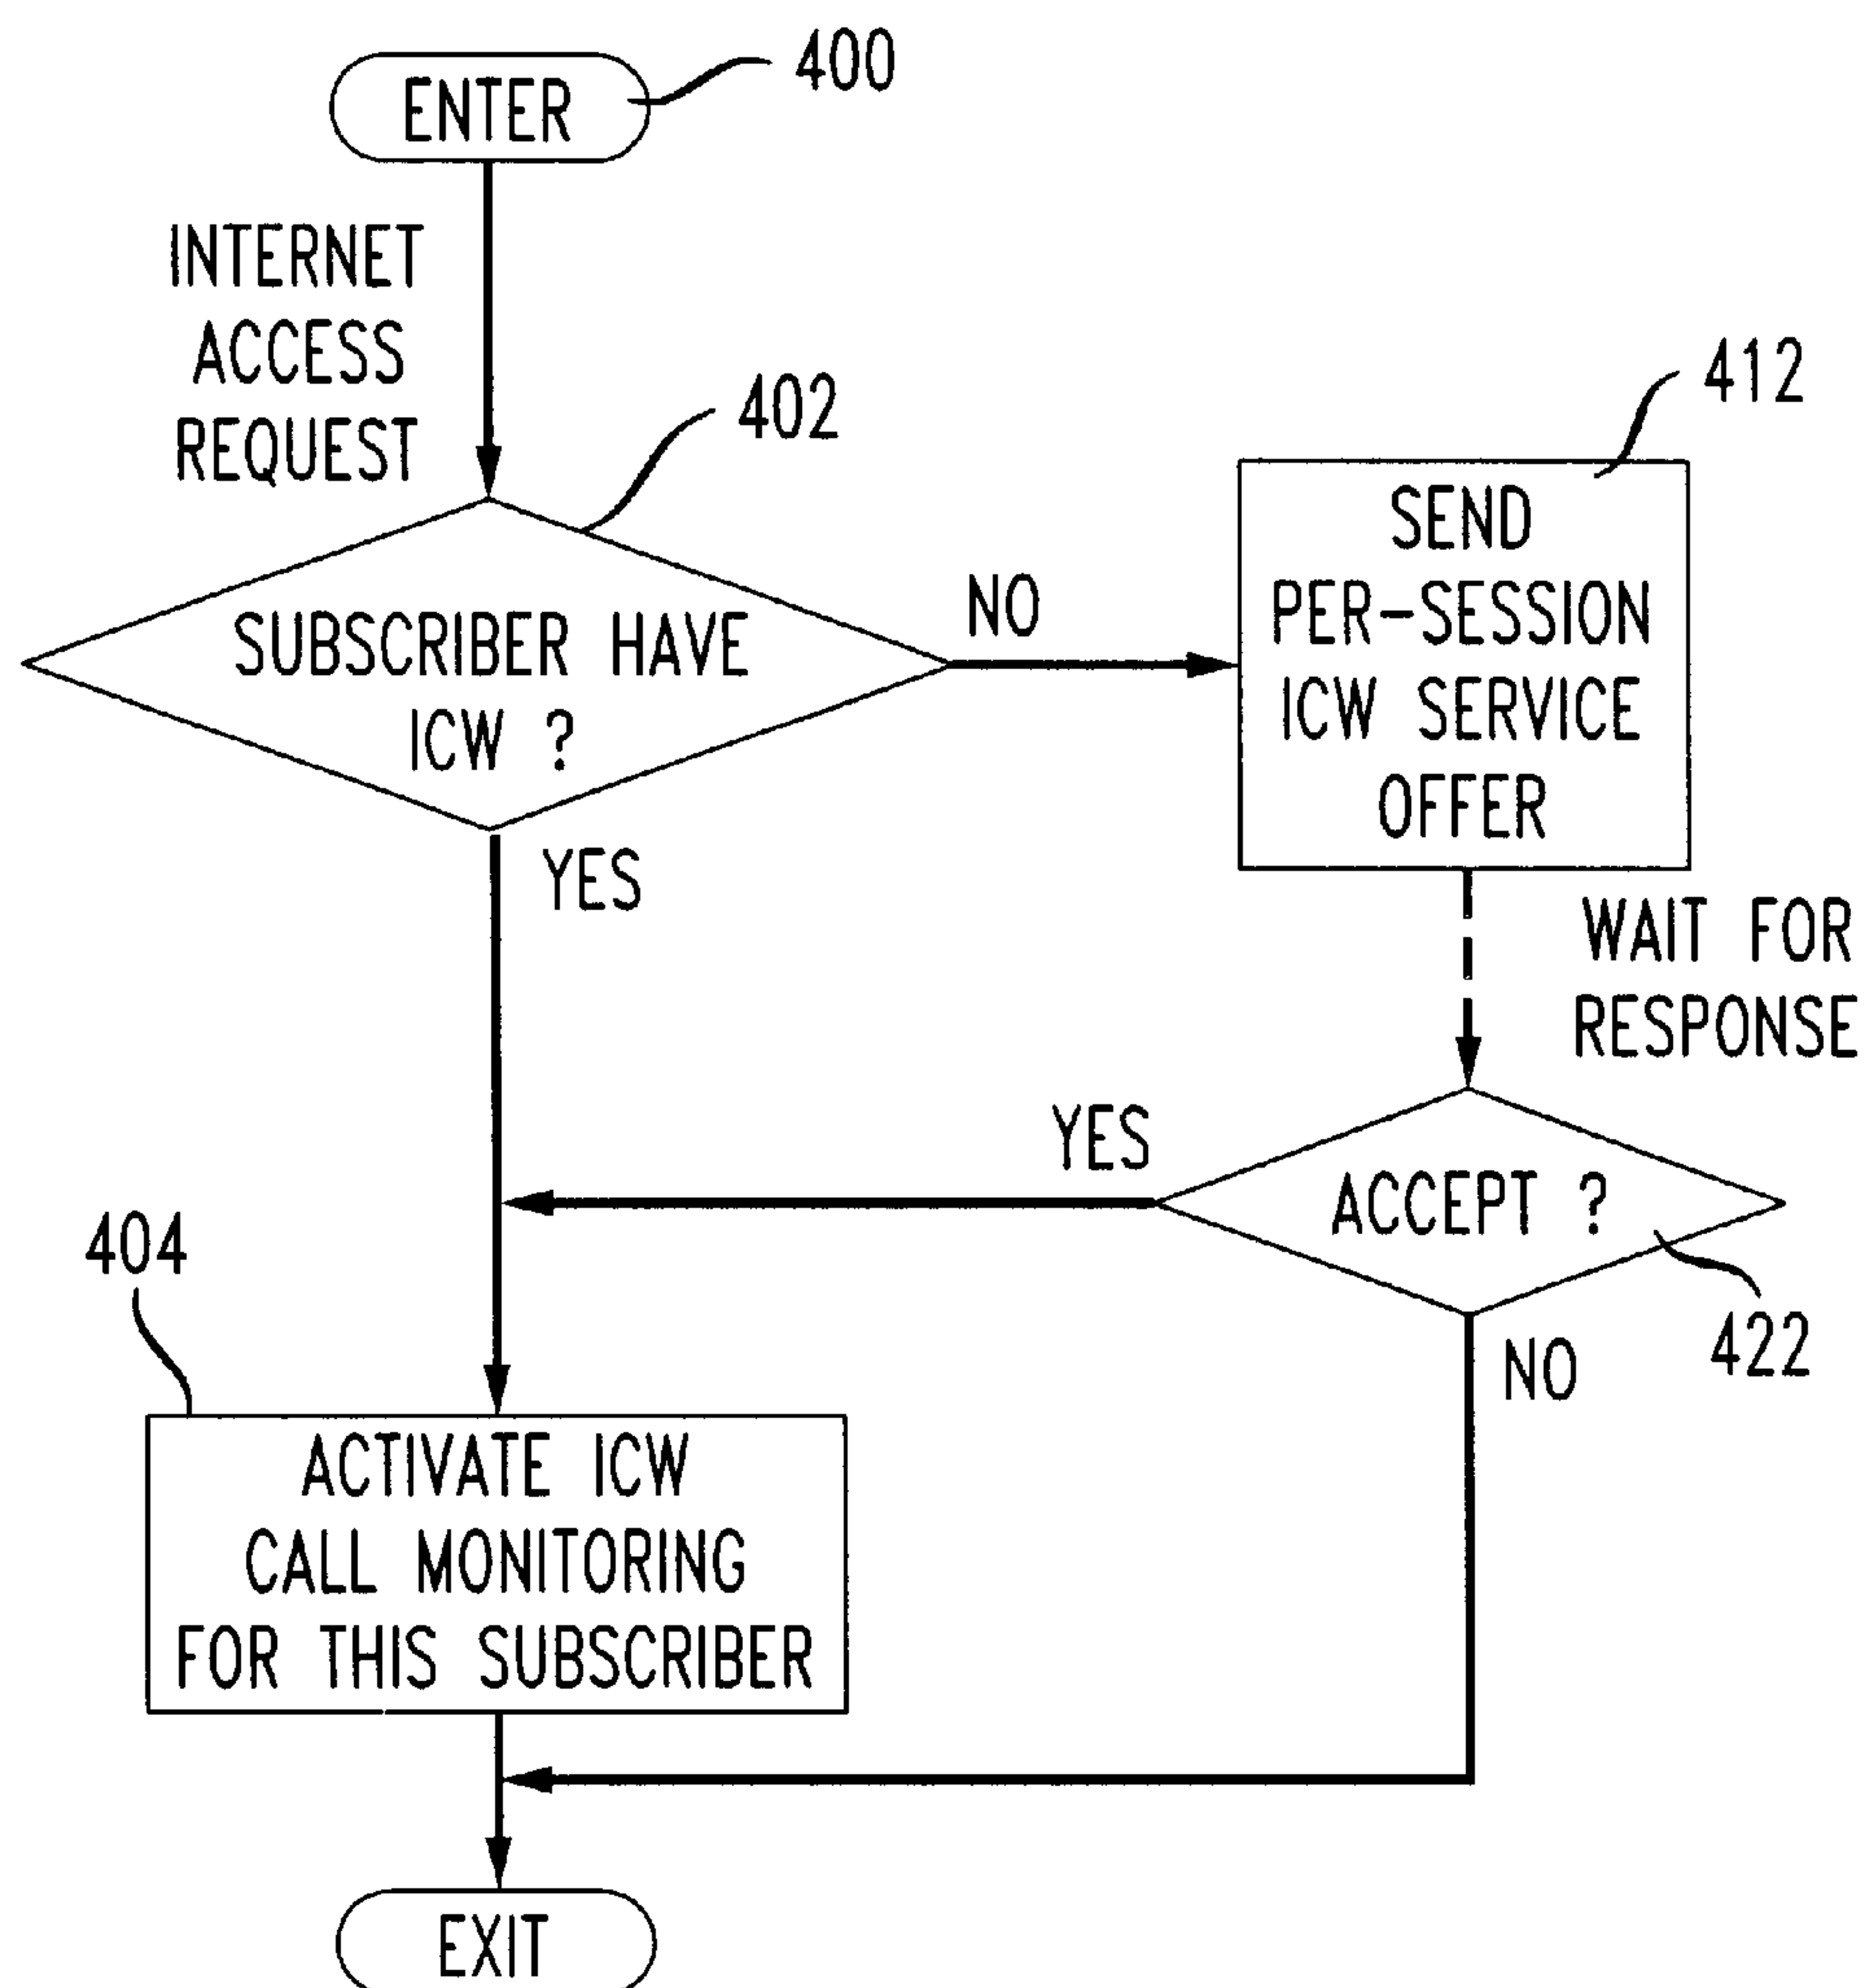 400
ENTER
INTERNET
ACCESS
REQUEST
402
SUBSCRIBER HAVE
ICW ?
NO
412
SEND
PER-SESSION
ICW SERVICE
OFFER
YES
WAIT FOR
RESPONSE
YES
ACCEPT ?
422
NO
404
ACTIVATE ICW
CALL MONITORING
FOR THIS SUBSCRIBER
EXIT